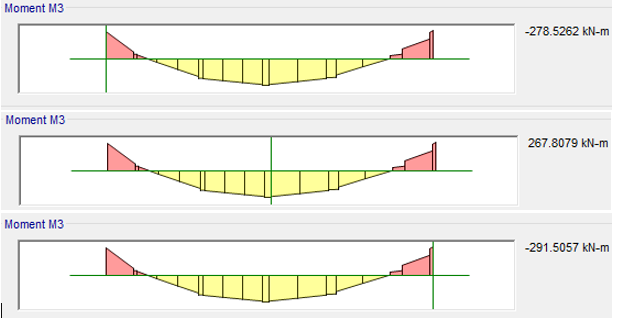 Moment M3
-278.5262 kN-m
Moment M3
267.8079 kN-m
Moment M3
-291.5057 kN-m